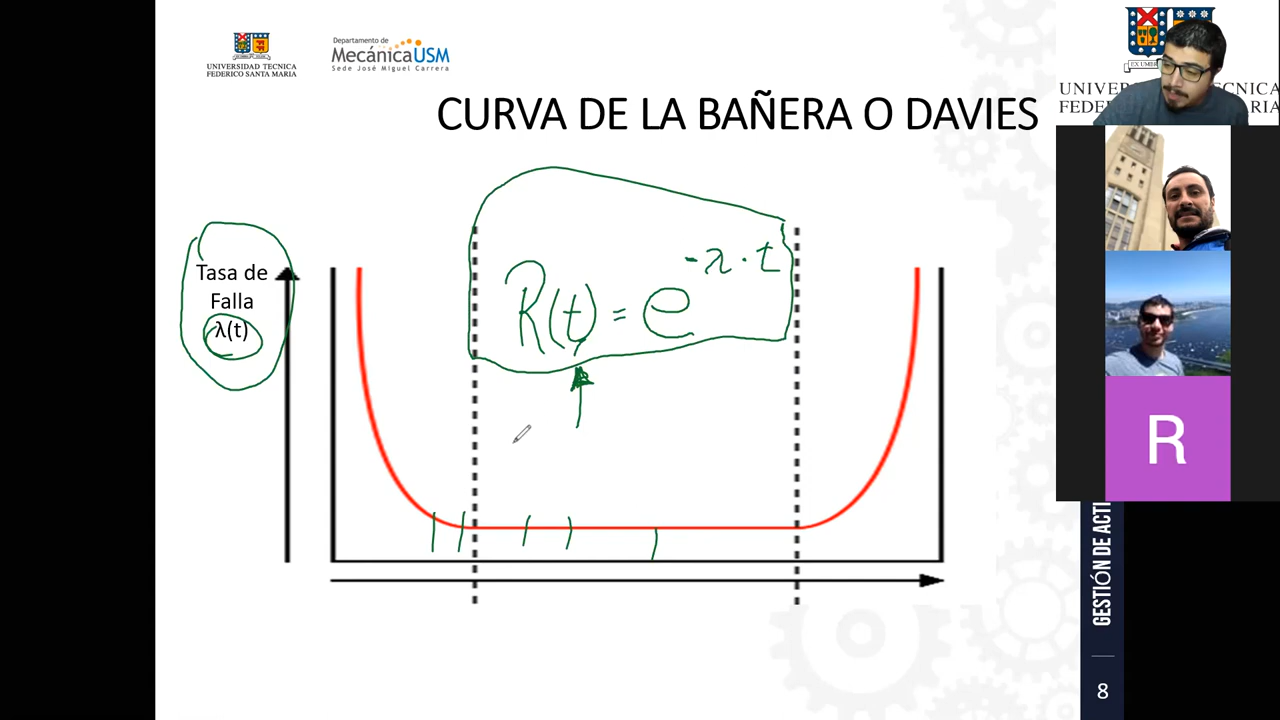 UNIVERSIDAD TECNICA
FEDERICO SANTA MARIA
Departamento de
MecánicaUSM
Sede José Miguel Carrera
CURVA DE LA BAÑERA O DAVIES
Tasa de
Falla
λ(t)
R(t) = e^-λ·t
R
GESTIÓN DE ACTI
8